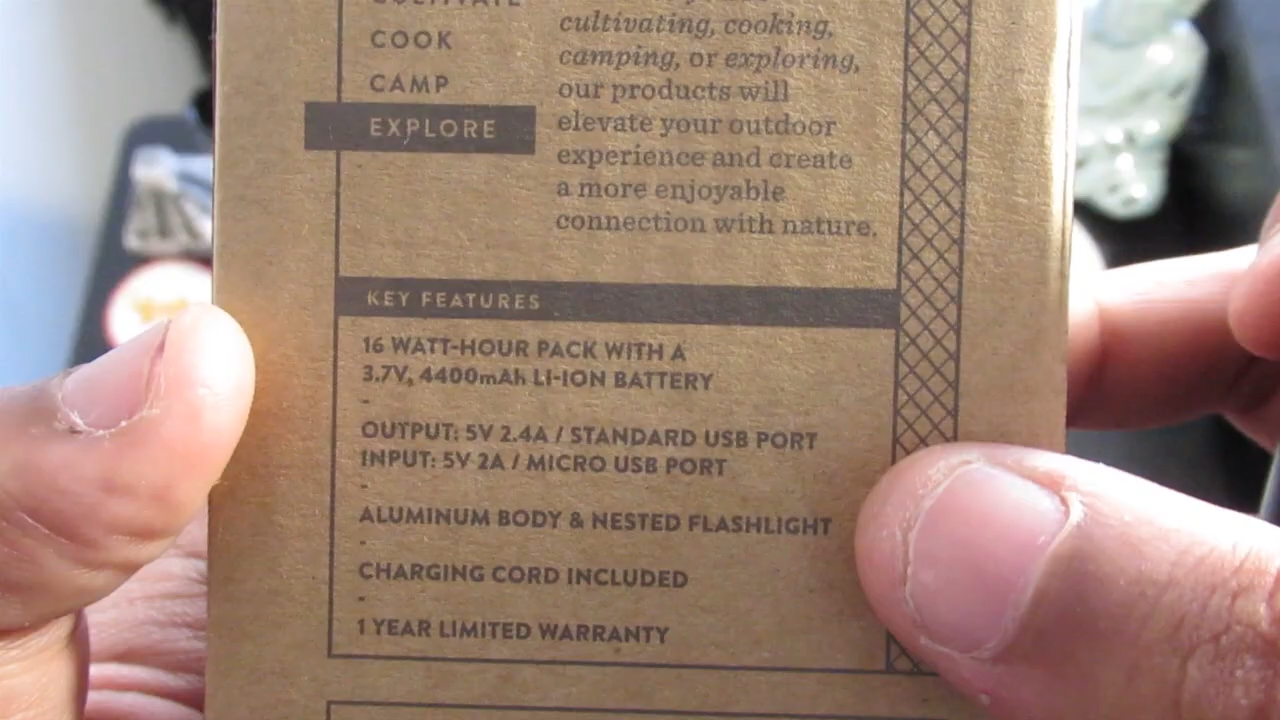 CULTIVATE
COOK
CAMP
EXPLORE
cultivating, cooking,
camping, or exploring,
our products will
elevate your outdoor
experience and create
a more enjoyable
connection with nature.
KEY FEATURES
16 WATT-HOUR PACK WITH A
3.7V, 4400mAh LI-ION BATTERY
-
OUTPUT: 5V 2.4A / STANDARD USB PORT
INPUT: 5V 2A / MICRO USB PORT
-
ALUMINUM BODY & NESTED FLASHLIGHT
-
CHARGING CORD INCLUDED
-
1 YEAR LIMITED WARRANTY